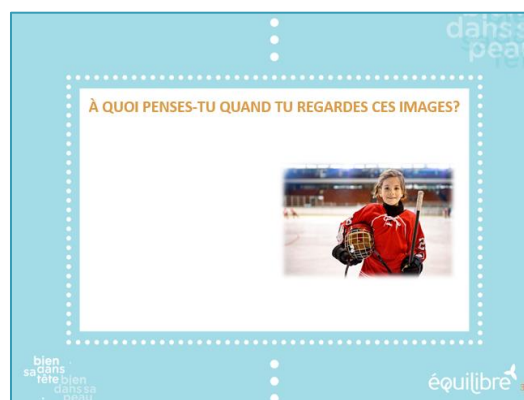 dans sa
peau
À QUOI PENSES-TU QUAND TU REGARDES CES IMAGES?
bien
sa dans
tête bien
dans sa
peau
équilibre